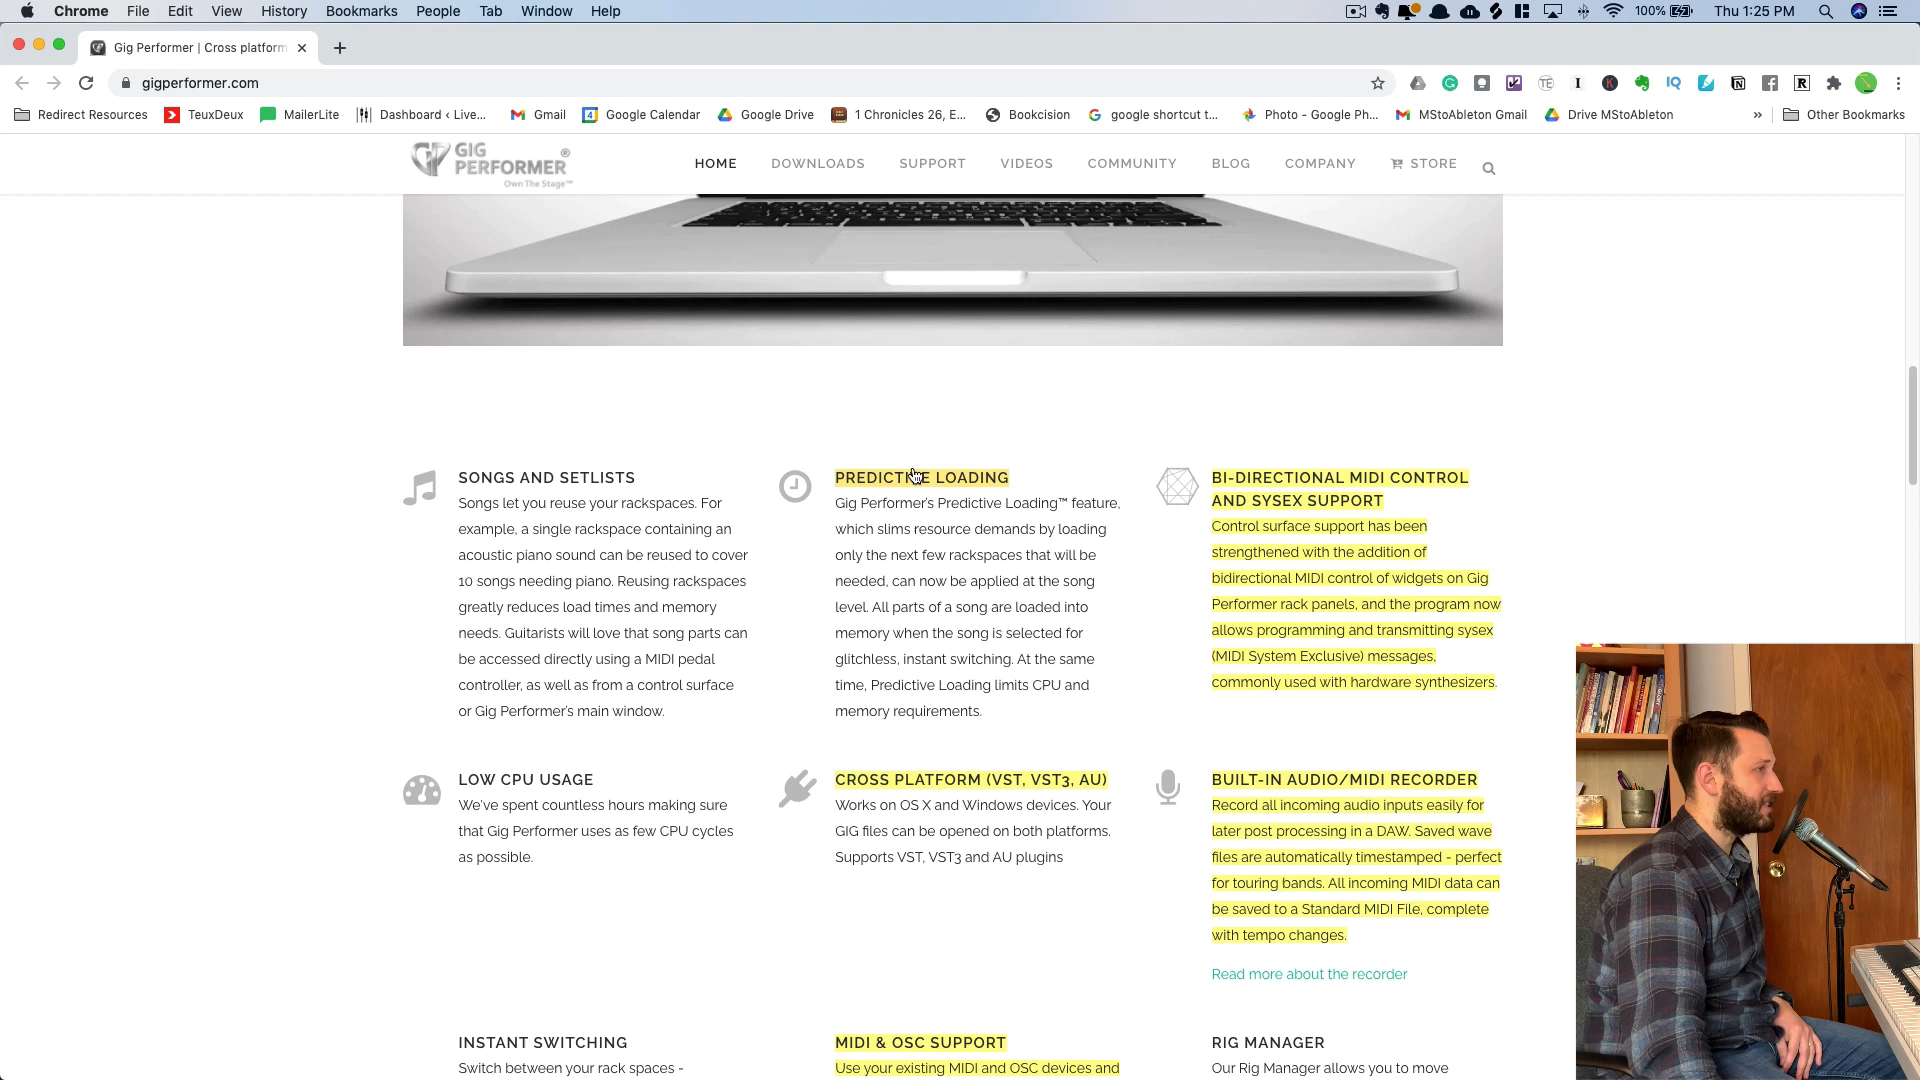 Chrome File Edit View History Bookmarks People Tab Window Help 100% Thu 1:25 PM
Gig Performer | Cross platform
gigperformer.com
Redirect Resources TeuxDeux MailerLite Dashboard ‹ Live... Gmail Google Calendar Google Drive 1 Chronicles 26, E... Bookcision google shortcut t... Photo - Google Ph... MStoAbleton Gmail Drive MStoAbleton » Other Bookmarks
GIG PERFORMER®
Own The Stage™
HOME DOWNLOADS SUPPORT VIDEOS COMMUNITY BLOG COMPANY STORE
SONGS AND SETLISTS
Songs let you reuse your rackspaces. For
example, a single rackspace containing an
acoustic piano sound can be reused to cover
10 songs needing piano. Reusing rackspaces
greatly reduces load times and memory
needs. Guitarists will love that song parts can
be accessed directly using a MIDI pedal
controller, as well as from a control surface
or Gig Performer's main window.
PREDICTIVE LOADING
Gig Performer's Predictive Loading™ feature,
which slims resource demands by loading
only the next few rackspaces that will be
needed, can now be applied at the song
level. All parts of a song are loaded into
memory when the song is selected for
glitchless, instant switching. At the same
time, Predictive Loading limits CPU and
memory requirements.
BI-DIRECTIONAL MIDI CONTROL
AND SYSEX SUPPORT
Control surface support has been
strengthened with the addition of
bidirectional MIDI control of widgets on Gig
Performer rack panels, and the program now
allows programming and transmitting sysex
(MIDI System Exclusive) messages,
commonly used with hardware synthesizers.
LOW CPU USAGE
We've spent countless hours making sure
that Gig Performer uses as few CPU cycles
as possible.
CROSS PLATFORM (VST, VST3, AU)
Works on OS X and Windows devices. Your
GIG files can be opened on both platforms.
Supports VST, VST3 and AU plugins
BUILT-IN AUDIO/MIDI RECORDER
Record all incoming audio inputs easily for
later post processing in a DAW. Saved wave
files are automatically timestamped - perfect
for touring bands. All incoming MIDI data can
be saved to a Standard MIDI File, complete
with tempo changes.
Read more about the recorder
INSTANT SWITCHING
Switch between your rack spaces -
MIDI & OSC SUPPORT
Use your existing MIDI and OSC devices and
RIG MANAGER
Our Rig Manager allows you to move